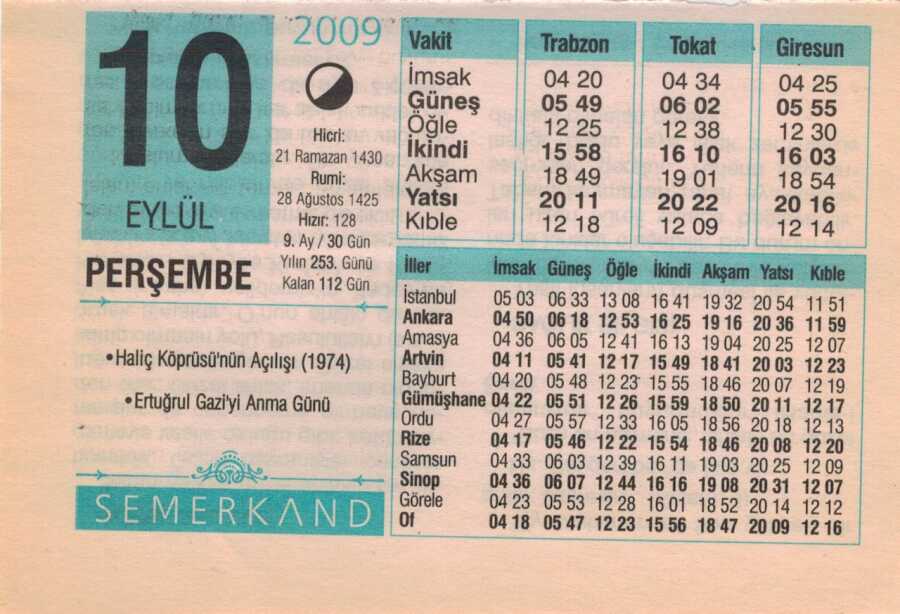 10
EYLÜL
PERŞEMBE
2009
Hicri:
21 Ramazan 1430
Rumi:
28 Ağustos 1425
Hızır: 128
9. Ay / 30 Gün
Yılın 253. Günü
Kalan 112 Gün
•Haliç Köprüsü'nün Açılışı (1974)
•Ertuğrul Gazi'yi Anma Günü
SEMERKAND
Vakit Trabzon Tokat Giresun
İmsak 04 20 04 34 04 25
Güneş 05 49 06 02 05 55
Öğle 12 25 12 38 12 30
İkindi 15 58 16 10 16 03
Akşam 18 49 19 01 18 54
Yatsı 20 11 20 22 20 16
Kıble 12 18 12 09 12 14
İller İmsak Güneş Öğle İkindi Akşam Yatsı Kıble
İstanbul 05 03 06 33 13 08 16 41 19 32 20 54 11 51
Ankara 04 50 06 18 12 53 16 25 19 16 20 36 11 59
Amasya 04 36 06 05 12 41 16 13 19 04 20 25 12 07
Artvin 04 11 05 41 12 17 15 49 18 41 20 03 12 23
Bayburt 04 20 05 48 12 23 15 55 18 46 20 07 12 19
Gümüşhane 04 22 05 51 12 26 15 59 18 50 20 11 12 17
Ordu 04 27 05 57 12 33 16 05 18 56 20 18 12 13
Rize 04 17 05 46 12 22 15 54 18 46 20 08 12 20
Samsun 04 33 06 03 12 39 16 11 19 03 20 25 12 09
Sinop 04 36 06 07 12 44 16 16 19 08 20 31 12 07
Görele 04 23 05 53 12 28 16 01 18 52 20 14 12 12
Of 04 18 05 47 12 23 15 56 18 47 20 09 12 16